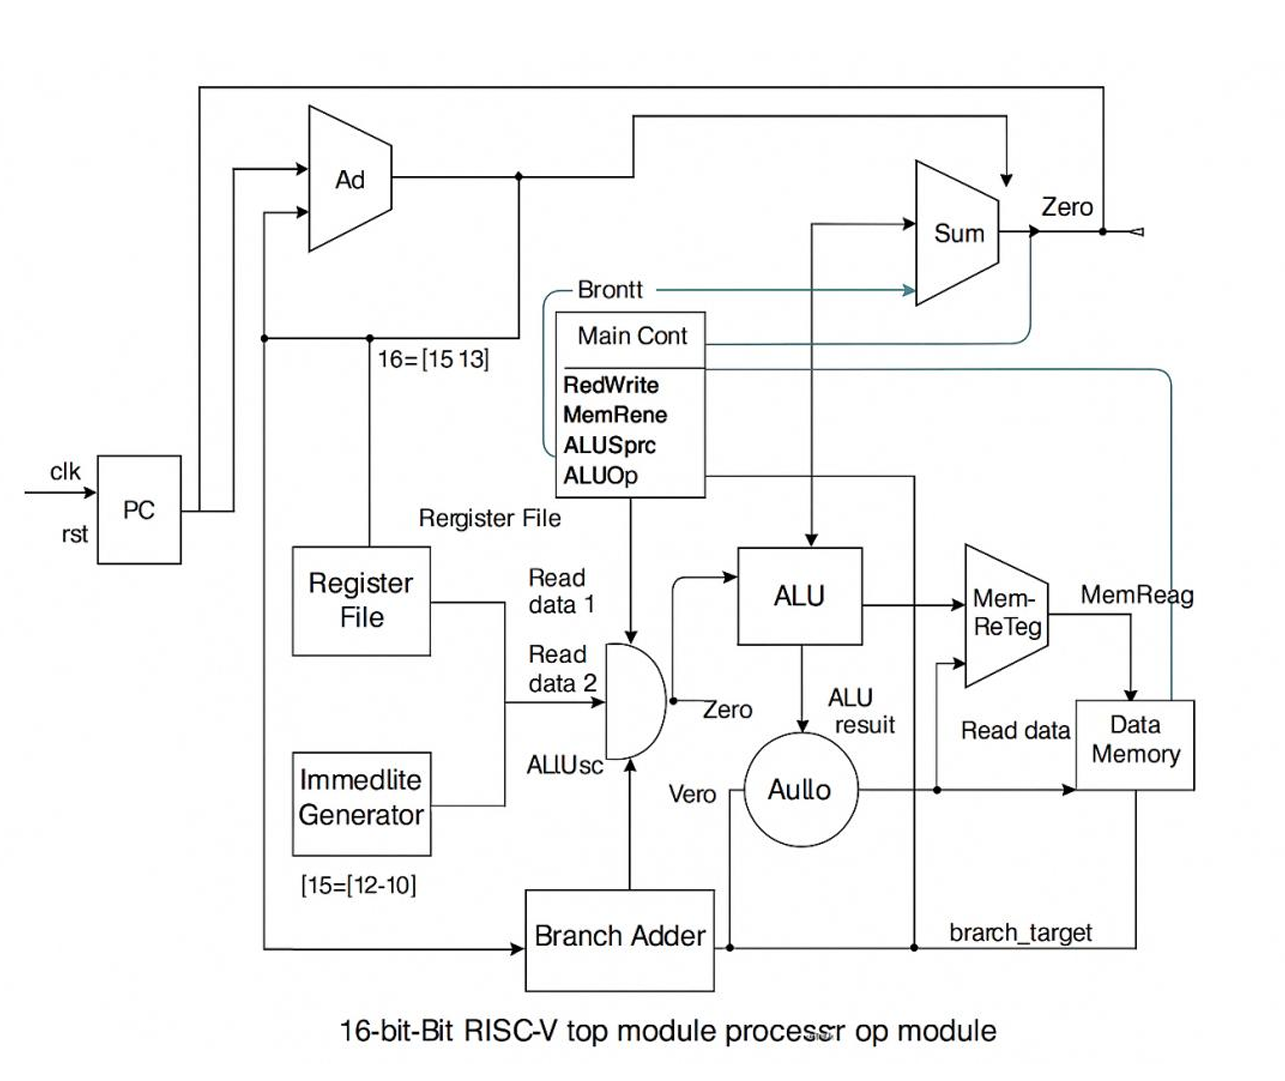 Ad
Zero
Sum
Brontt
Main Cont
16=[15 13]
RedWrite
MemRene
ALUSprc
ALUOp
clk
PC
rst
Rergister File
Register
File
Read
data 1
ALU
Mem-
ReTeg
MemReag
Read
data 2
Zero
ALU
resuit
Read data
Data
Memory
ALlUsc
Immedlite
Generator
Vero
Aullo
[15=[12-10]
Branch Adder
brarch_target
16-bit-Bit RISC-V top module processr op module